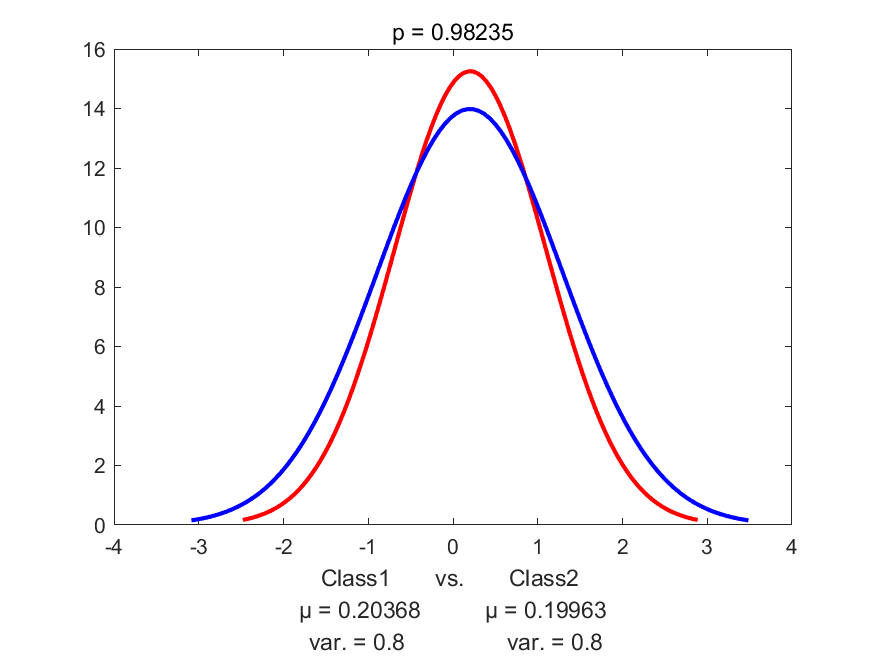 p = 0.98235
16
14
12
10
8
6
4
2
0
-4 -3 -2 -1 0 1 2 3 4
Class1 vs. Class2
μ = 0.20368 μ = 0.19963
var. = 0.8 var. = 0.8